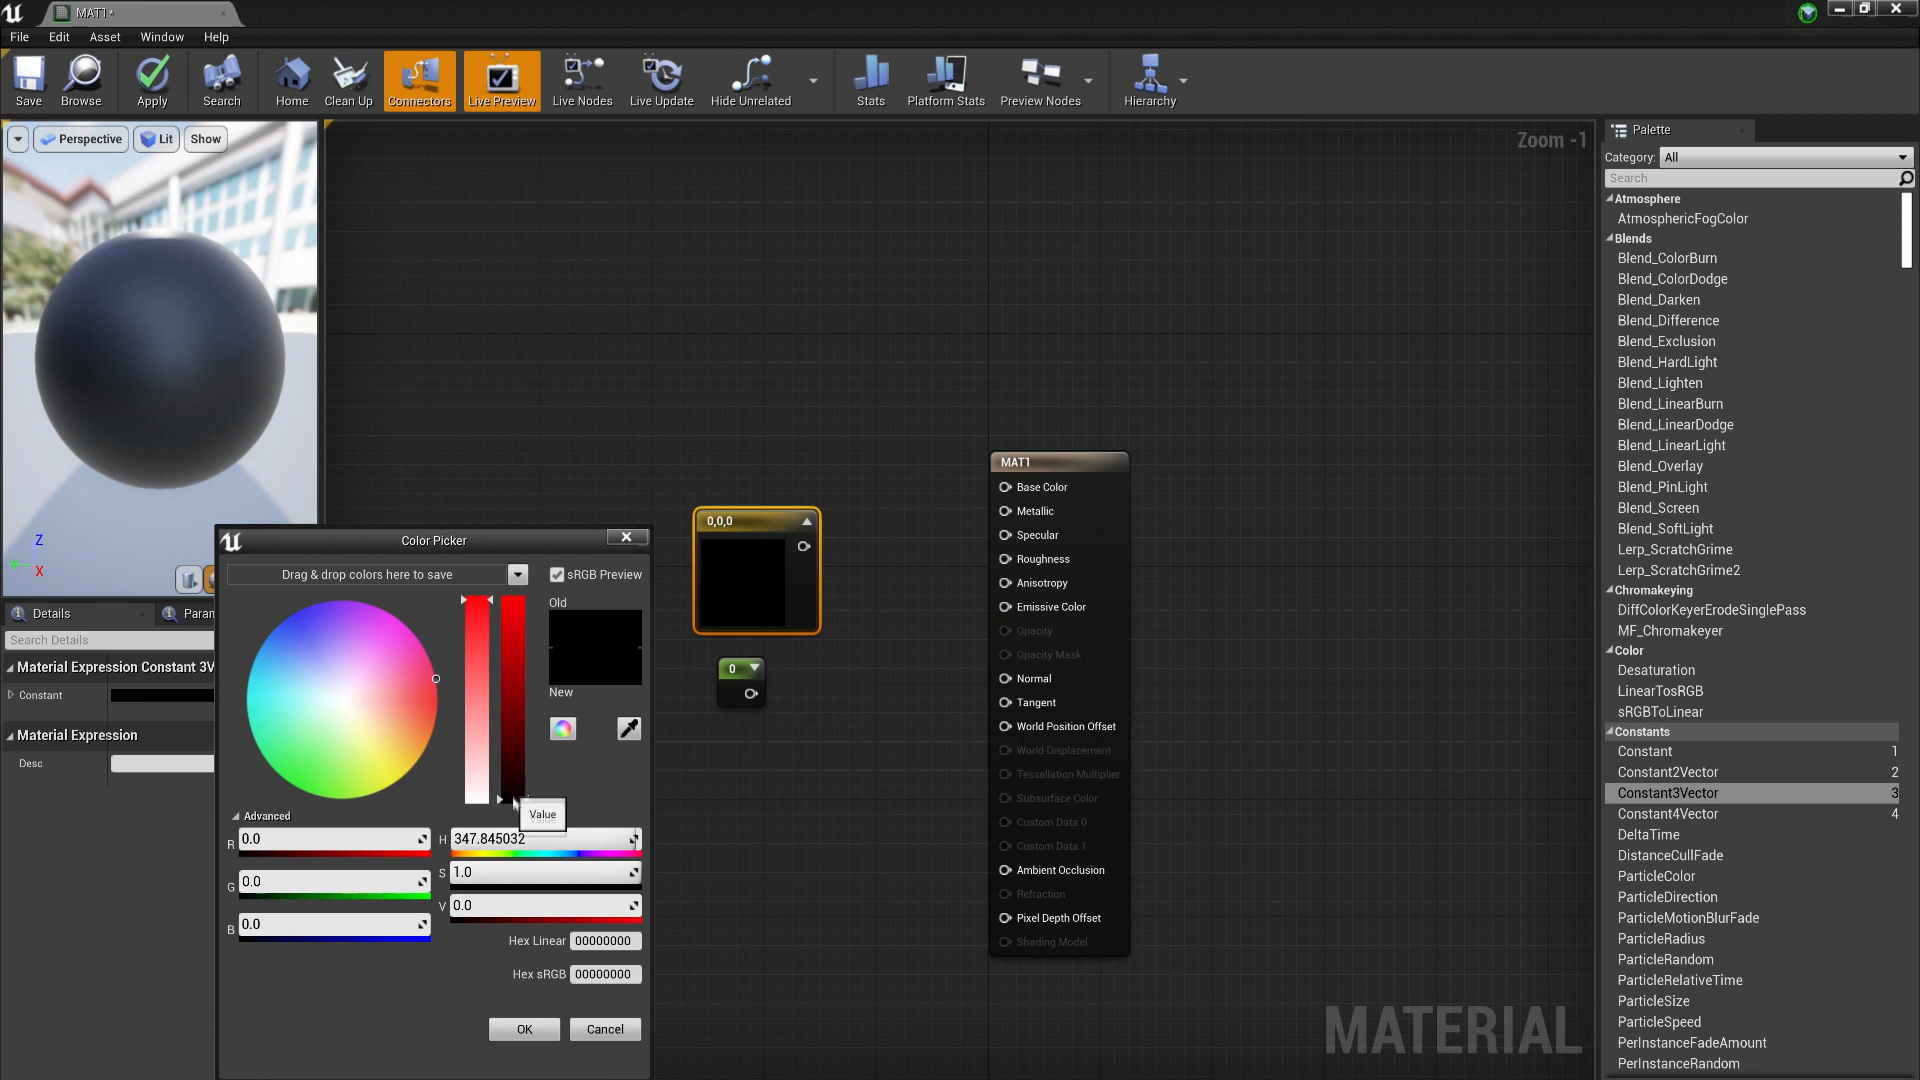 MAT1*
File Edit Asset Window Help
Save Browse Apply Search Home Clean Up Connectors Live Preview Live Nodes Live Update Hide Unrelated Stats Platform Stats Preview Nodes Hierarchy
Perspective Lit Show
Zoom -1
Z
X
Details
Param
Search Details
Material Expression Constant 3V
Constant
Material Expression
Desc
Color Picker
Drag & drop colors here to save
sRGB Preview
Old
New
Value
Advanced
R 0.0
G 0.0
B 0.0
H 347.845032
S 1.0
V 0.0
Hex Linear 00000000
Hex sRGB 00000000
OK Cancel
0,0,0
0
MAT1
Base Color
Metallic
Specular
Roughness
Anisotropy
Emissive Color
Opacity
Opacity Mask
Normal
Tangent
World Position Offset
World Displacement
Tessellation Multiplier
Subsurface Color
Custom Data 0
Custom Data 1
Ambient Occlusion
Refraction
Pixel Depth Offset
Shading Model
MATERIAL
Palette
Category: All
Search
Atmosphere
AtmosphericFogColor
Blends
Blend_ColorBurn
Blend_ColorDodge
Blend_Darken
Blend_Difference
Blend_Exclusion
Blend_HardLight
Blend_Lighten
Blend_LinearBurn
Blend_LinearDodge
Blend_LinearLight
Blend_Overlay
Blend_PinLight
Blend_Screen
Blend_SoftLight
Lerp_ScratchGrime
Lerp_ScratchGrime2
Chromakeying
DiffColorKeyerErodeSinglePass
MF_Chromakeyer
Color
Desaturation
LinearTosRGB
sRGBToLinear
Constants
Constant 1
Constant2Vector 2
Constant3Vector 3
Constant4Vector 4
DeltaTime
DistanceCullFade
ParticleColor
ParticleDirection
ParticleMotionBlurFade
ParticleRadius
ParticleRandom
ParticleRelativeTime
ParticleSize
ParticleSpeed
PerInstanceFadeAmount
PerInstanceRandom